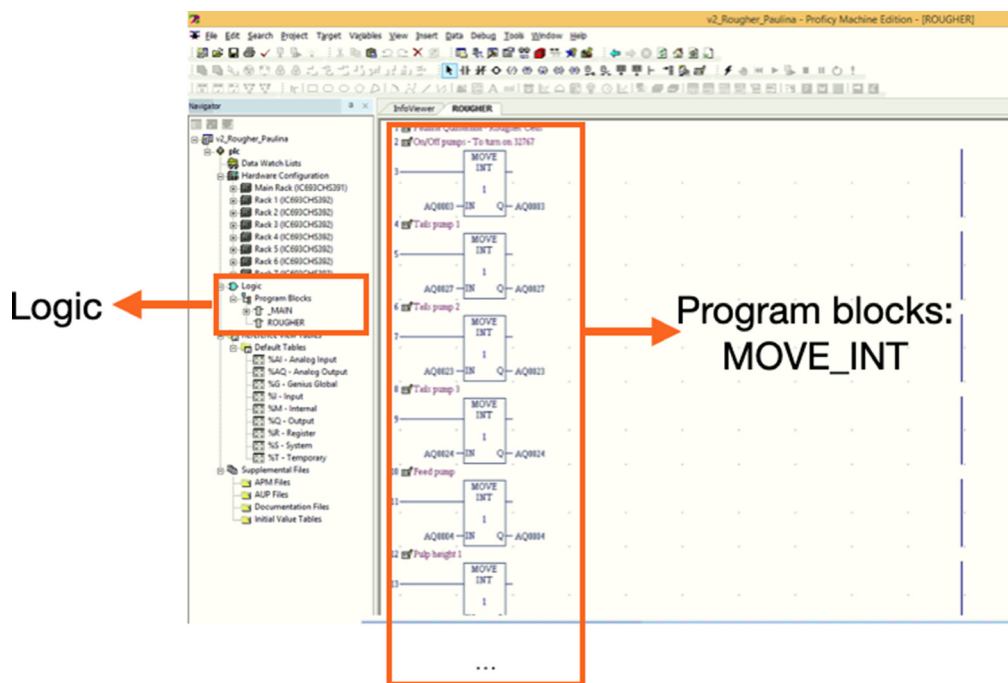 v2_Rougher_Paulina - Proficy Machine Edition - [ROUGHER]
File Edit Search Project Target Variables View Insert Data Debug Tools Window Help
Navigator
InfoViewer ROUGHER
v2_Rougher_Paulina
plc
Data Watch Lists
Hardware Configuration
Main Rack (IC693CHS391)
Rack 1 (IC693CHS392)
Rack 2 (IC693CHS392)
Rack 3 (IC693CHS392)
Rack 4 (IC693CHS392)
Rack 5 (IC693CHS392)
Rack 6 (IC693CHS392)
Rack 7 (IC693CHS392)
Logic
Program Blocks
_MAIN
ROUGHER
Reference View Tables
Default Tables
%AI - Analog Input
%AQ - Analog Output
%G - Genius Global
%I - Input
%M - Internal
%Q - Output
%R - Register
%S - System
%T - Temporary
Supplemental Files
APM Files
AUP Files
Documentation Files
Initial Value Tables
1
2 On/Off pumps - To turn on 32767
MOVE
INT
3
1
AQ0003 IN Q AQ0003
4 Tails pump 1
MOVE
INT
5
1
AQ0027 IN Q AQ0027
6 Tails pump 2
MOVE
INT
7
1
AQ0023 IN Q AQ0023
8 Tails pump 3
MOVE
INT
9
1
AQ0024 IN Q AQ0024
10 Feed pump
MOVE
INT
11
1
AQ0004 IN Q AQ0004
12 Pulp height 1
MOVE
INT
13
1
...
Logic
Program blocks:
MOVE_INT